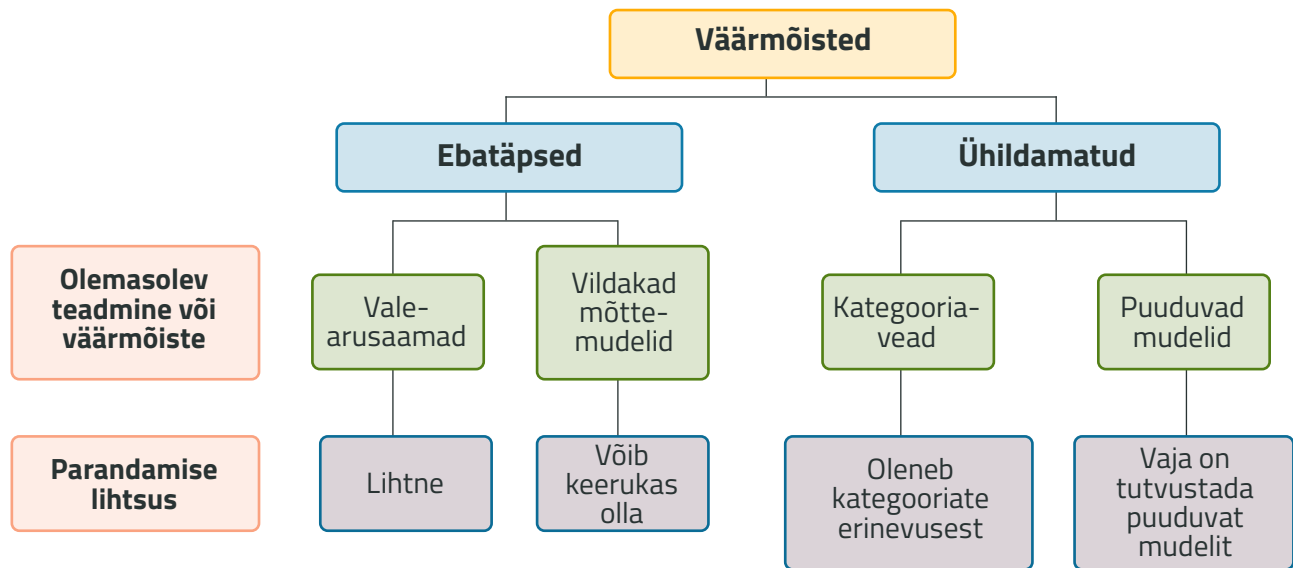 Väärmõisted
Ebatäpsed
Ühildamatud
Olemasolev
teadmine või
väärmõiste
Vale-
arusaamad
Vildakad
mõtte-
mudelid
Kategooria-
vead
Puuduvad
mudelid
Parandamise
lihtsus
Lihtne
Võib
keerukas
olla
Oleneb
kategooriate
erinevusest
Vaja on
tutvustada
puuduvat
mudelit